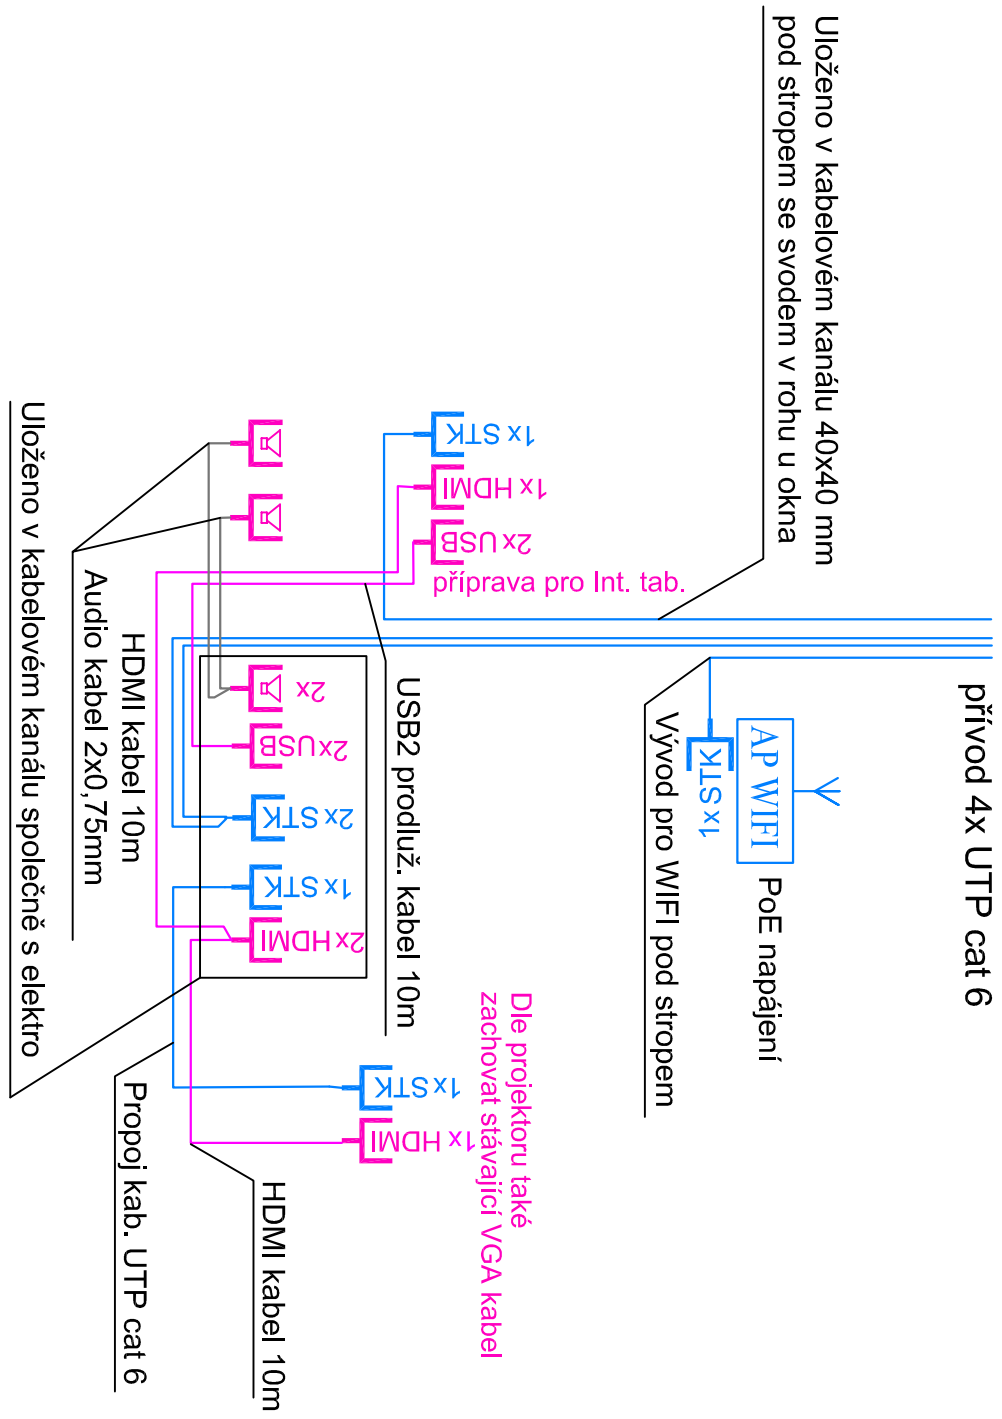 přívod 4x UTP cat 6
Uloženo v kabelovém kanálu 40x40 mm
pod stropem se svodem v rohu u okna
AP WIFI
PoE napájení
1x STK
Vývod pro WIFI pod stropem
1x STK
1x HDMI
2x USB
příprava pro Int. tab.
Dle projektoru také
zachovat stávající VGA kabel
USB2 produluž. kabel 10m
2x
2x USB
2x STK
1x STK
2x HDMI
1x STK
1x HDMI
HDMI kabel 10m
HDMI kabel 10m
Audio kabel 2x0,75mm
Propoj kab. UTP cat 6
Uloženo v kabelovém kanálu společně s elektro